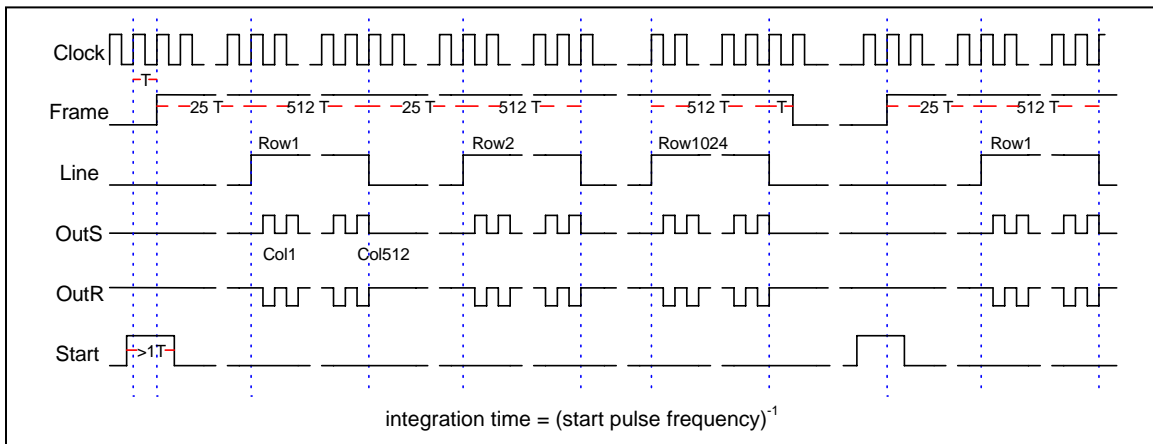 Clock
T
Frame
25 T 512 T 25 T 512 T 512 T T 25 T 512 T
Row1 Row2 Row1024 Row1
Line
OutS
Col1 Col512
OutR
Start
>1T
integration time = (start pulse frequency)-1